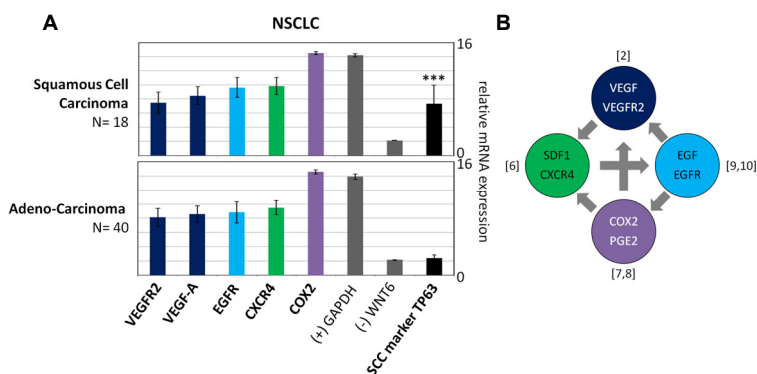 A
NSCLC
Squamous Cell
Carcinoma
N= 18
16
***
0
Adeno-Carcinoma
N= 40
16
0
relative mRNA expression
VEGFR2
VEGF-A
EGFR
CXCR4
COX2
(+) GAPDH
(-) WNT6
SCC marker TP63
B
[2]
VEGF
VEGFR2
[6]
SDF1
CXCR4
EGF
EGFR
[9,10]
COX2
PGE2
[7,8]